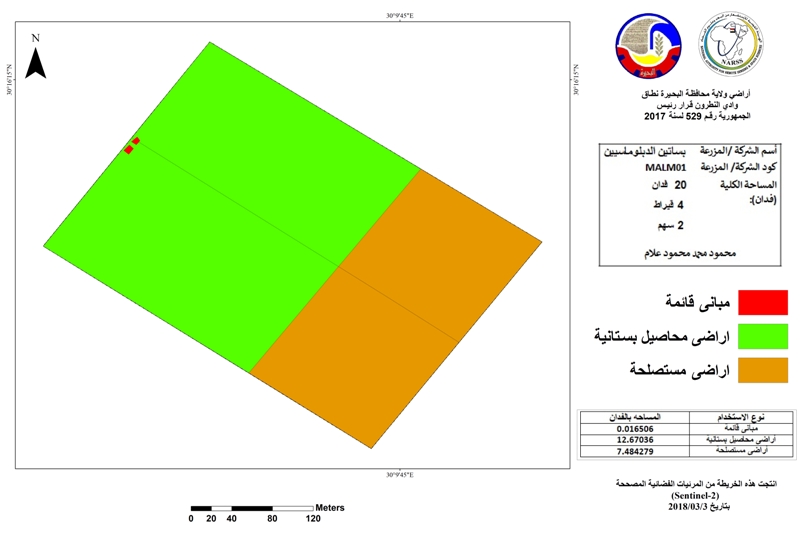 30°9'45"E
N
30°16'15"N
30°16'15"N
NARSS
أراضي ولاية محافظة البحيرة نطاق
وادي النطرون قرار رئيس
الجمهورية رقم 529 لسنة 2017
أسم الشركة /المزرعة بساتين الدبلوماسيين
كود الشركة/ المزرعة MALM01
المساحة الكلية 20 فدان
(فدان): 4 قيراط
2 سهم
محمود محمد محمود علام
مبانى قائمة
اراضى محاصيل بستانية
اراضى مستصلحة
نوع الاستخدام المساحه بالفدان
مبانى قائمة 0.016506
أراضى محاصيل بستانية 12.67036
أراضى مستصلحة 7.484279
30°9'45"E
انتجت هذه الخريطة من المرئيات الفضائية المصححة
(Sentinel-2)
بتاريخ 2018/03/3
Meters
0 20 40 80 120